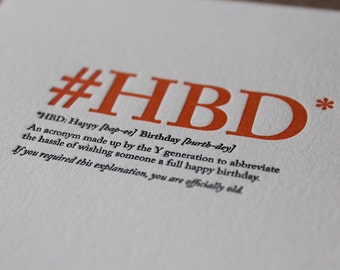 #HBD*
*HBD: Happy [hap-ee] Birthday [burth-dey]
An acronym made up by the Y generation to abbreviate
the hassle of wishing someone a full happy birthday.
If you required this explanation, you are officially old.